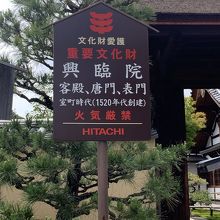 文化財愛護
重要文化財
興臨院
客殿、唐門、表門
室町時代(1520年代創建)
火気厳禁
HITACHI